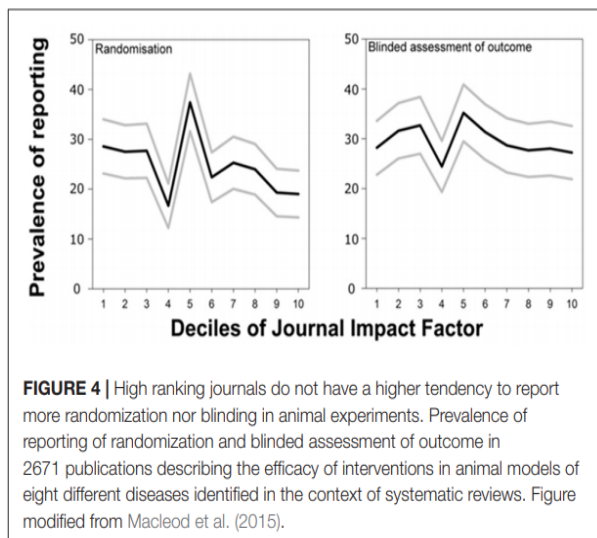 Prevalence of reporting
50
40
30
20
10
0
Randomisation
1 2 3 4 5 6 7 8 9 10
50
40
30
20
10
0
Blinded assessment of outcome
1 2 3 4 5 6 7 8 9 10
Deciles of Journal Impact Factor
FIGURE 4 | High ranking journals do not have a higher tendency to report
more randomization nor blinding in animal experiments. Prevalence of
reporting of randomization and blinded assessment of outcome in
2671 publications describing the efficacy of interventions in animal models of
eight different diseases identified in the context of systematic reviews. Figure
modified from Macleod et al. (2015).